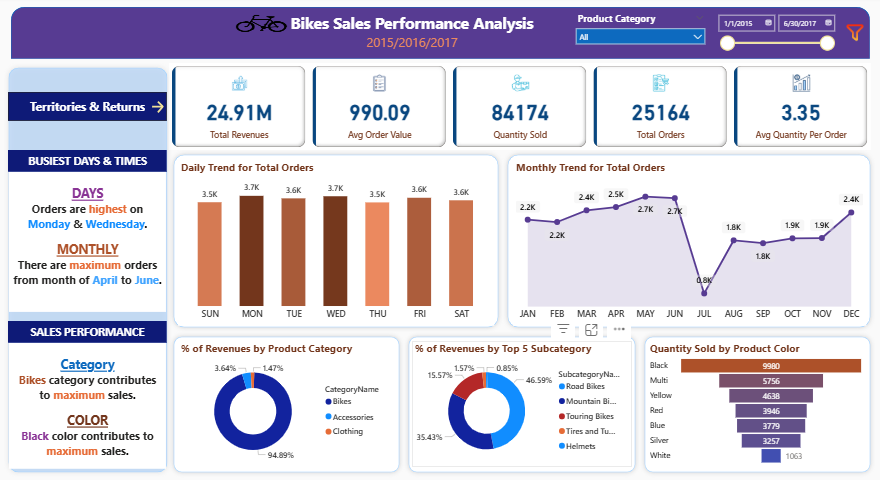 Bikes Sales Performance Analysis
2015/2016/2017
Product Category
All
1/1/2015
6/30/2017
Territories & Returns
BUSIEST DAYS & TIMES
DAYS
Orders are highest on
Monday & Wednesday.
MONTHLY
There are maximum orders
from month of April to June.
SALES PERFORMANCE
Category
Bikes category contributes
to maximum sales.
COLOR
Black color contributes to
maximum sales.
24.91M
Total Revenues
990.09
Avg Order Value
84174
Quantity Sold
25164
Total Orders
3.35
Avg Quantity Per Order
Daily Trend for Total Orders
3.5K 3.7K 3.6K 3.7K 3.5K 3.6K 3.6K
SUN MON TUE WED THU FRI SAT
Monthly Trend for Total Orders
2.2K 2.2K 2.4K 2.5K 2.7K 2.7K 0.8K 1.8K 1.8K 1.9K 1.9K 2.4K
JAN FEB MAR APR MAY JUN JUL AUG SEP OCT NOV DEC
% of Revenues by Product Category
3.64%
1.47%
94.89%
CategoryName
Bikes
Accessories
Clothing
% of Revenues by Top 5 Subcategory
1.57%
0.85%
15.57%
46.59%
35.43%
SubcategoryNa...
Road Bikes
Mountain Bi...
Touring Bikes
Tires and Tu...
Helmets
Quantity Sold by Product Color
Black 9980
Multi 5756
Yellow 4638
Red 3946
Blue 3779
Silver 3257
White 1063